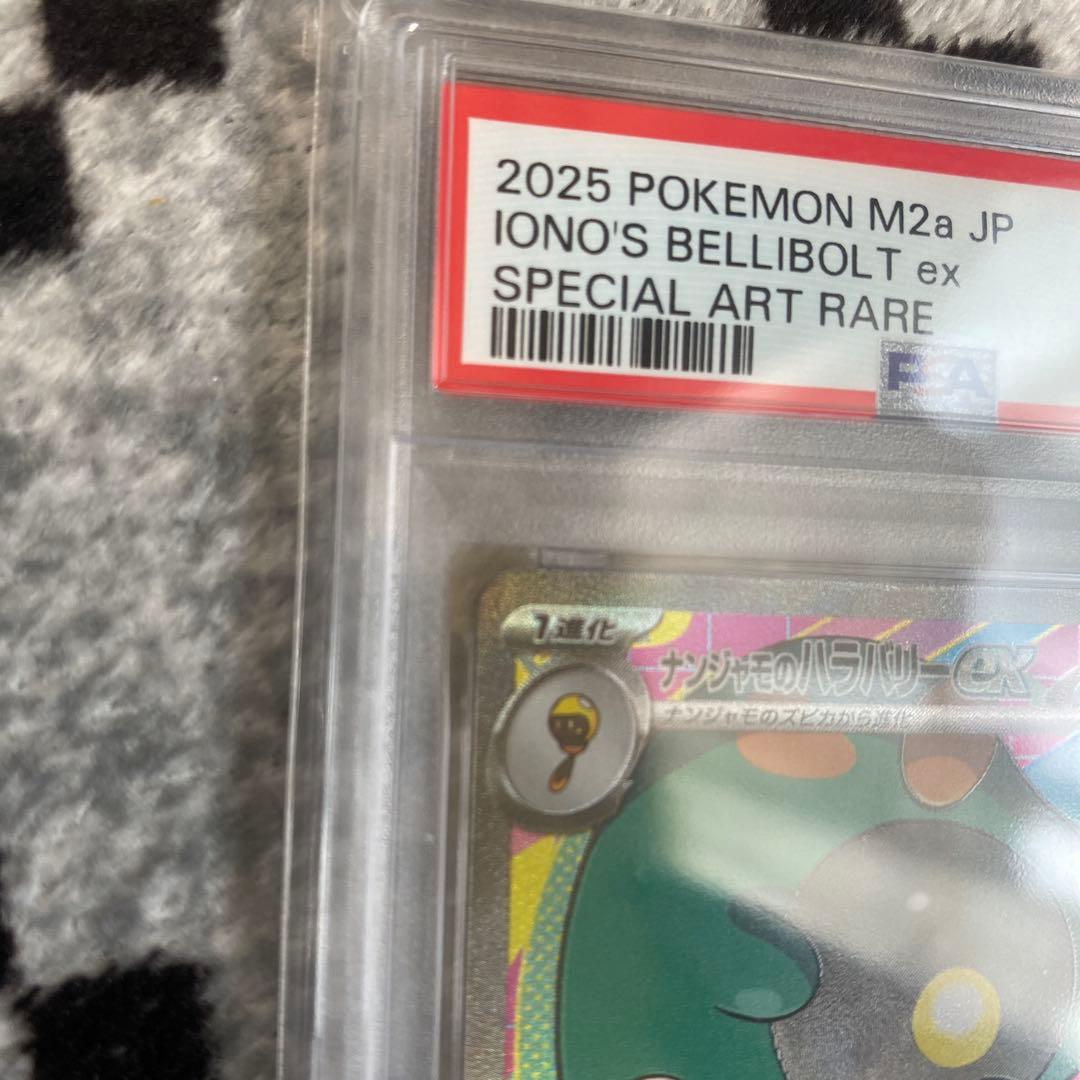 2025 POKEMON M2a JP
IONO'S BELLIBOLT ex
SPECIAL ART RARE
PSA
1進化
ナンジャモのハラバリーex
ナンジャモのズピカから進化